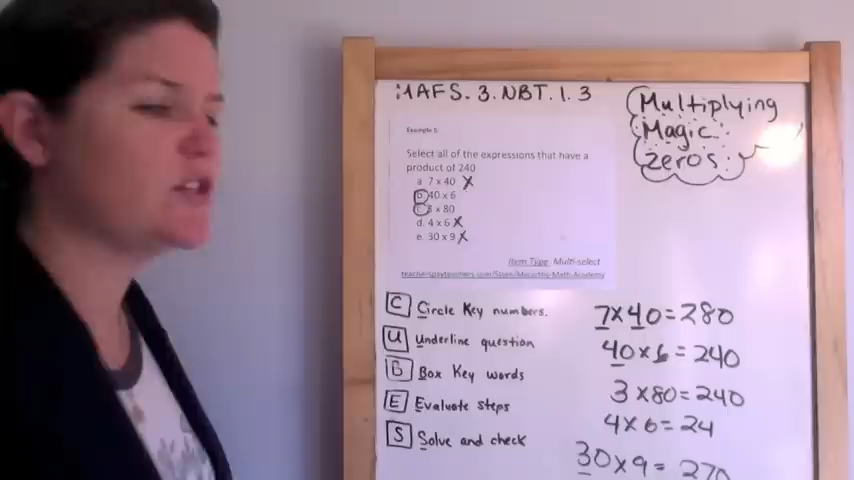 MAFS.3.NBT.1.3
Multiplying
Magic
zeros
Example 5:
Select all of the expressions that have a
product of 240
a. 7 x 40 X
b. 40 x 6
c. 3 x 80
d. 4 x 6 X
e. 30 x 9 X
Item Type: Multi-select
C Circle Key numbers.
U Underline question
B Box Key words
E Evaluate steps
S Solve and check
7x40=280
40x6=240
3x80=240
4x6=24
30x9=270